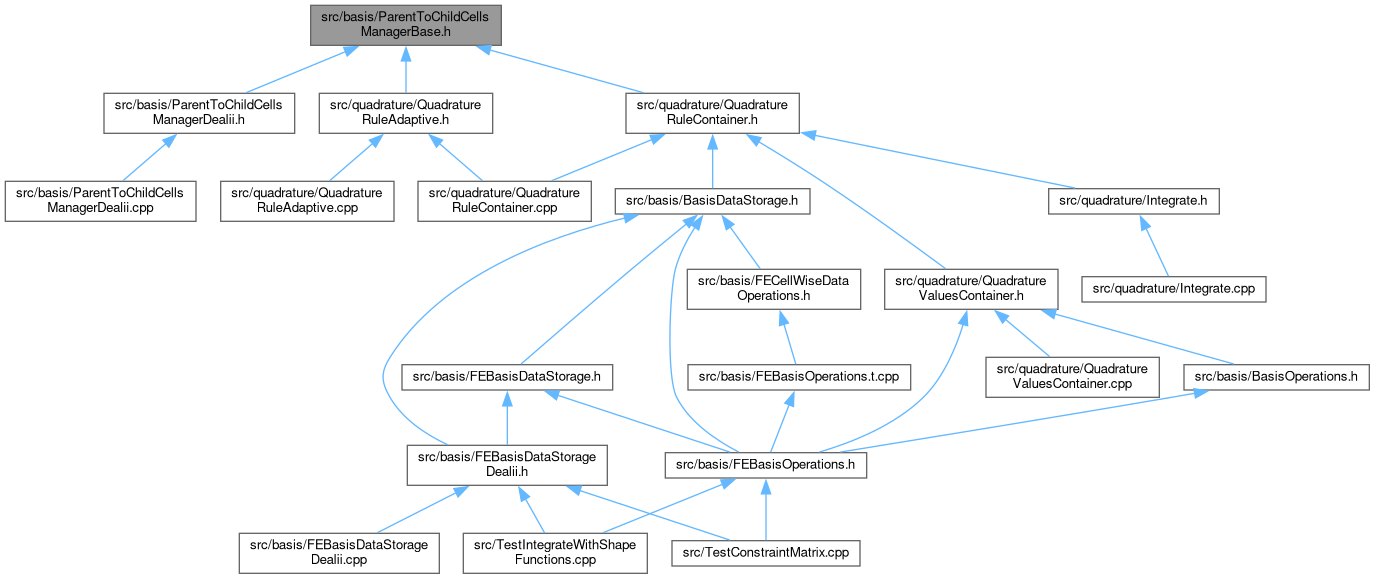 src/basis/ParentToChildCells
ManagerBase.h
src/basis/ParentToChildCells
ManagerDealii.h
src/quadrature/Quadrature
RuleAdaptive.h
src/quadrature/Quadrature
RuleContainer.h
src/basis/ParentToChildCells
ManagerDealii.cpp
src/quadrature/Quadrature
RuleAdaptive.cpp
src/quadrature/Quadrature
RuleContainer.cpp
src/basis/BasisDataStorage.h
src/quadrature/Integrate.h
src/basis/FECellWiseData
Operations.h
src/quadrature/Quadrature
ValuesContainer.h
src/quadrature/Integrate.cpp
src/basis/FEBasisDataStorage.h
src/basis/FEBasisOperations.t.cpp
src/quadrature/Quadrature
ValuesContainer.cpp
src/basis/BasisOperations.h
src/basis/FEBasisDataStorage
Dealii.h
src/basis/FEBasisOperations.h
src/basis/FEBasisDataStorage
Dealii.cpp
src/TestIntegrateWithShape
Functions.cpp
src/TestConstraintMatrix.cpp